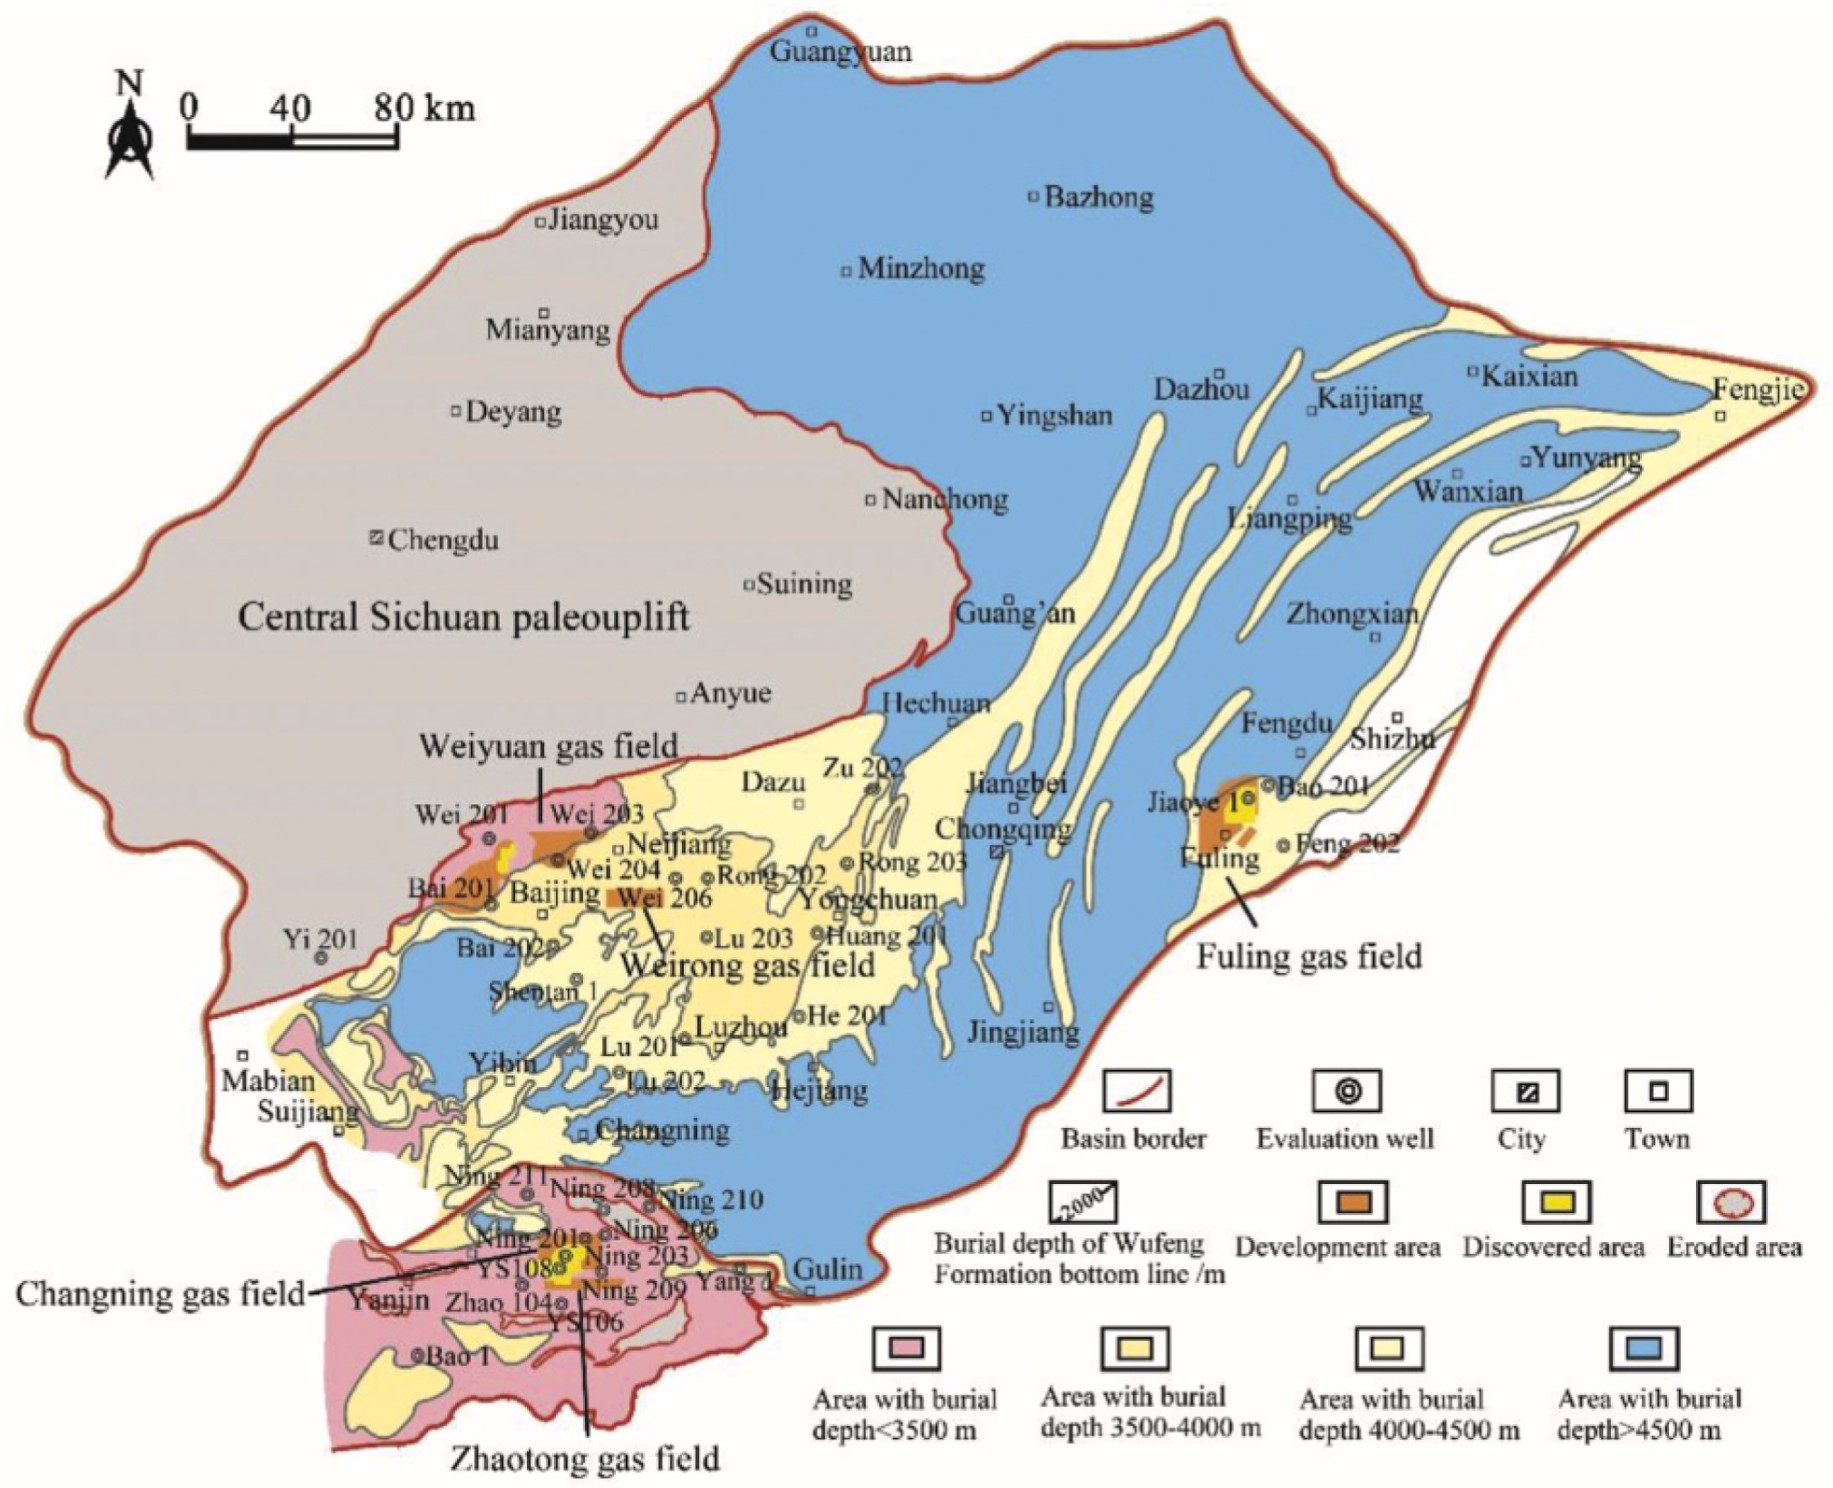 Guangyuan
N
0 40 80 km
Bazhong
Jiangyou
Minzhong
Mianyang
Kaixian
Dazhou
Fengjie
Kaijiang
Deyang
Yingshan
Yunyang
Wanxian
Nanchong
Liangping
Chengdu
Suining
Central Sichuan paleouplift
Guang'an
Zhongxian
Anyue
Hechuan
Fengdu
Shizhu
Weiyuan gas field
Zu 202
Dazu
Jiangbei
Bao 201
Jiaoye 1
Wei 201
Wei 203
Chongqing
Neijiang
Feng 202
Fuling
Rong 203
Wei 204
Rong 202
Bai 201
Baijing
Wei 206
Yongchuan
Yi 201
Bai 202
Lu 203
Huang 201
Fuling gas field
Weirong gas field
Shentan 1
He 201
Luzhou
Jingjiang
Lu 201
Yibin
Mabian
Lu 202
Hejiang
Suijiang
Changning
Basin border
Evaluation well
City
Town
Ning 211
Ning 208
Ning 210
2000
Ning 206
Ning 201
Burial depth of Wufeng
Formation bottom line /m
Development area
Discovered area
Eroded area
Ning 203
YS108
Gulin
Yang 1
Changning gas field
Ning 209
Yanjin
Zhao 104
YS106
Bao 1
Area with burial
depth<3500 m
Area with burial
depth 3500-4000 m
Area with burial
depth 4000-4500 m
Area with burial
depth>4500 m
Zhaotong gas field